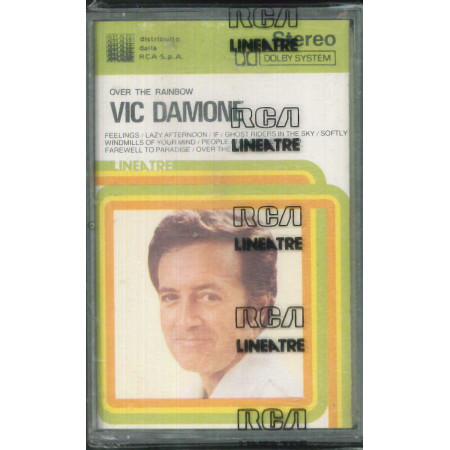 RCA
distribuito
dalla
RCA S.p.A.
LINEATRE
Stereo
DOLBY SYSTEM
OVER THE RAINBOW
VIC DAMONE
RCA
FEELINGS / LAZY AFTERNOON / IF / GHOST RIDERS IN THE SKY / SOFTLY
WINDMILLS OF YOUR MIND / PEOPLE
LINEATRE
FAREWELL TO PARADISE / OVER THE
LINEATRE
RCA
LINEATRE
RCA
LINEATRE
RCA